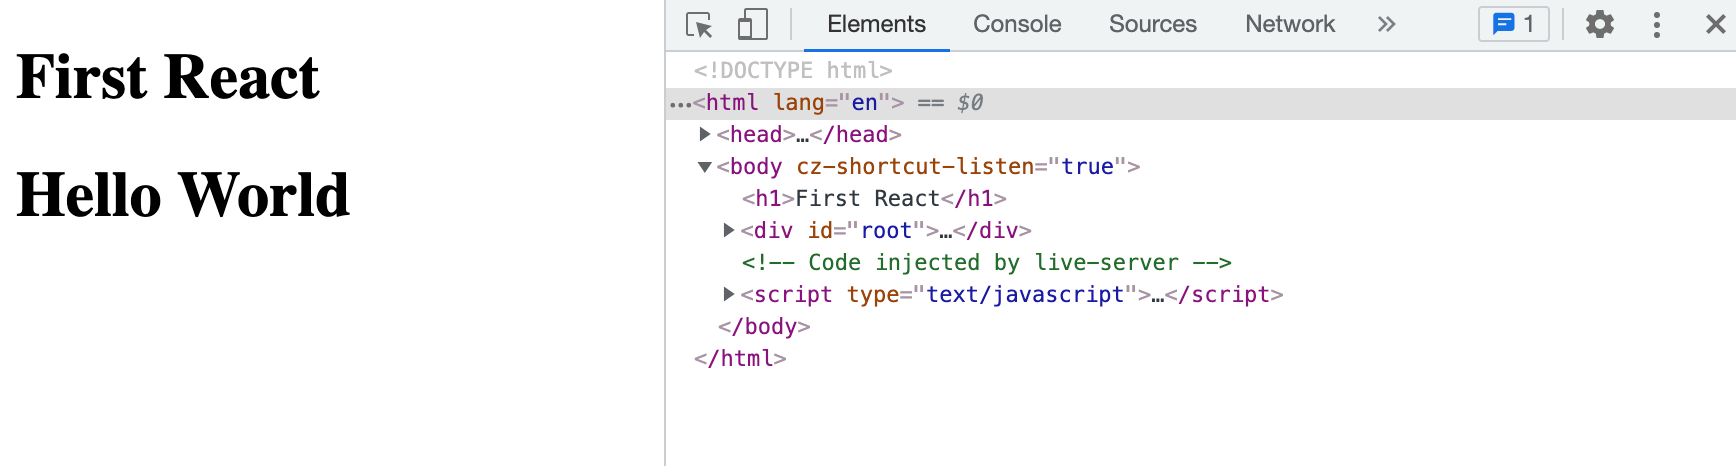 First React
Hello World
Elements Console Sources Network » 1
<!DOCTYPE html>
…<html lang="en"> == $0
<head>…</head>
<body cz-shortcut-listen="true">
<h1>First React</h1>
<div id="root">…</div>
<!-- Code injected by live-server -->
<script type="text/javascript">…</script>
</body>
</html>